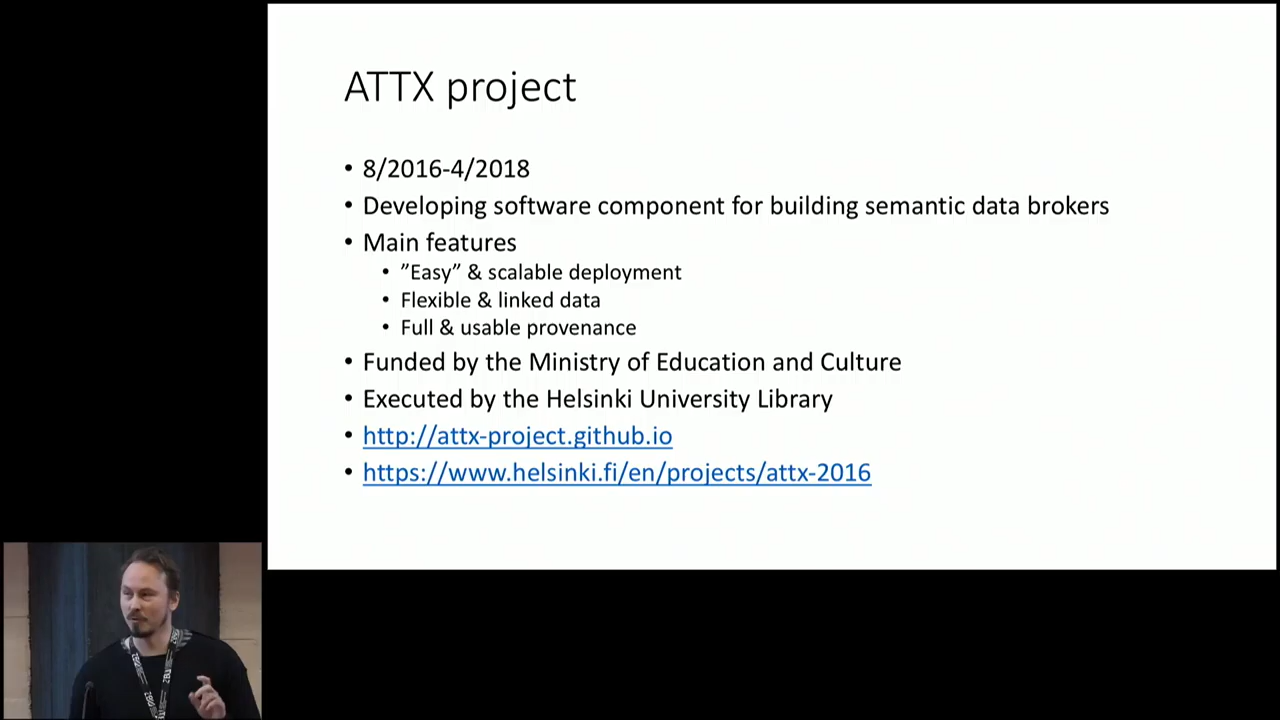 ATTX project
• 8/2016-4/2018
• Developing software component for building semantic data brokers
• Main features
• ”Easy” & scalable deployment
• Flexible & linked data
• Full & usable provenance
• Funded by the Ministry of Education and Culture
• Executed by the Helsinki University Library
• http://attx-project.github.io
• https://www.helsinki.fi/en/projects/attx-2016